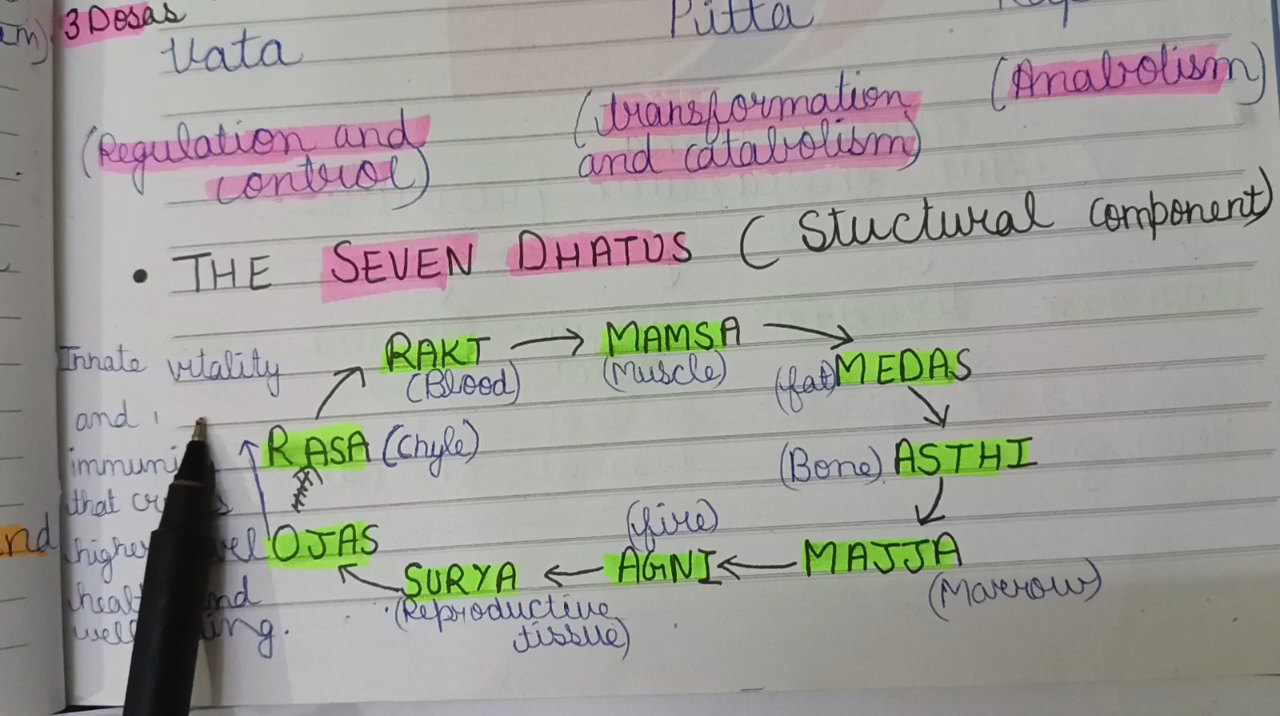 3 Dosas
Vata
Pitta
(Regulation and
control)
(transformation
and catabolism)
(Anabolism)
• THE SEVEN DHATUS ( Stuctural component)
Innate vitality
and
that
higher
RAKT → MAMSA → MEDAS
(Blood) (Muscle) (fat)
RASA (Chyle)
(Bone) ASTHI
(fire)
OJAS SURYA ← AGNI ← MAJJA
(Reproductive
tissue)
(Marrow)
nd